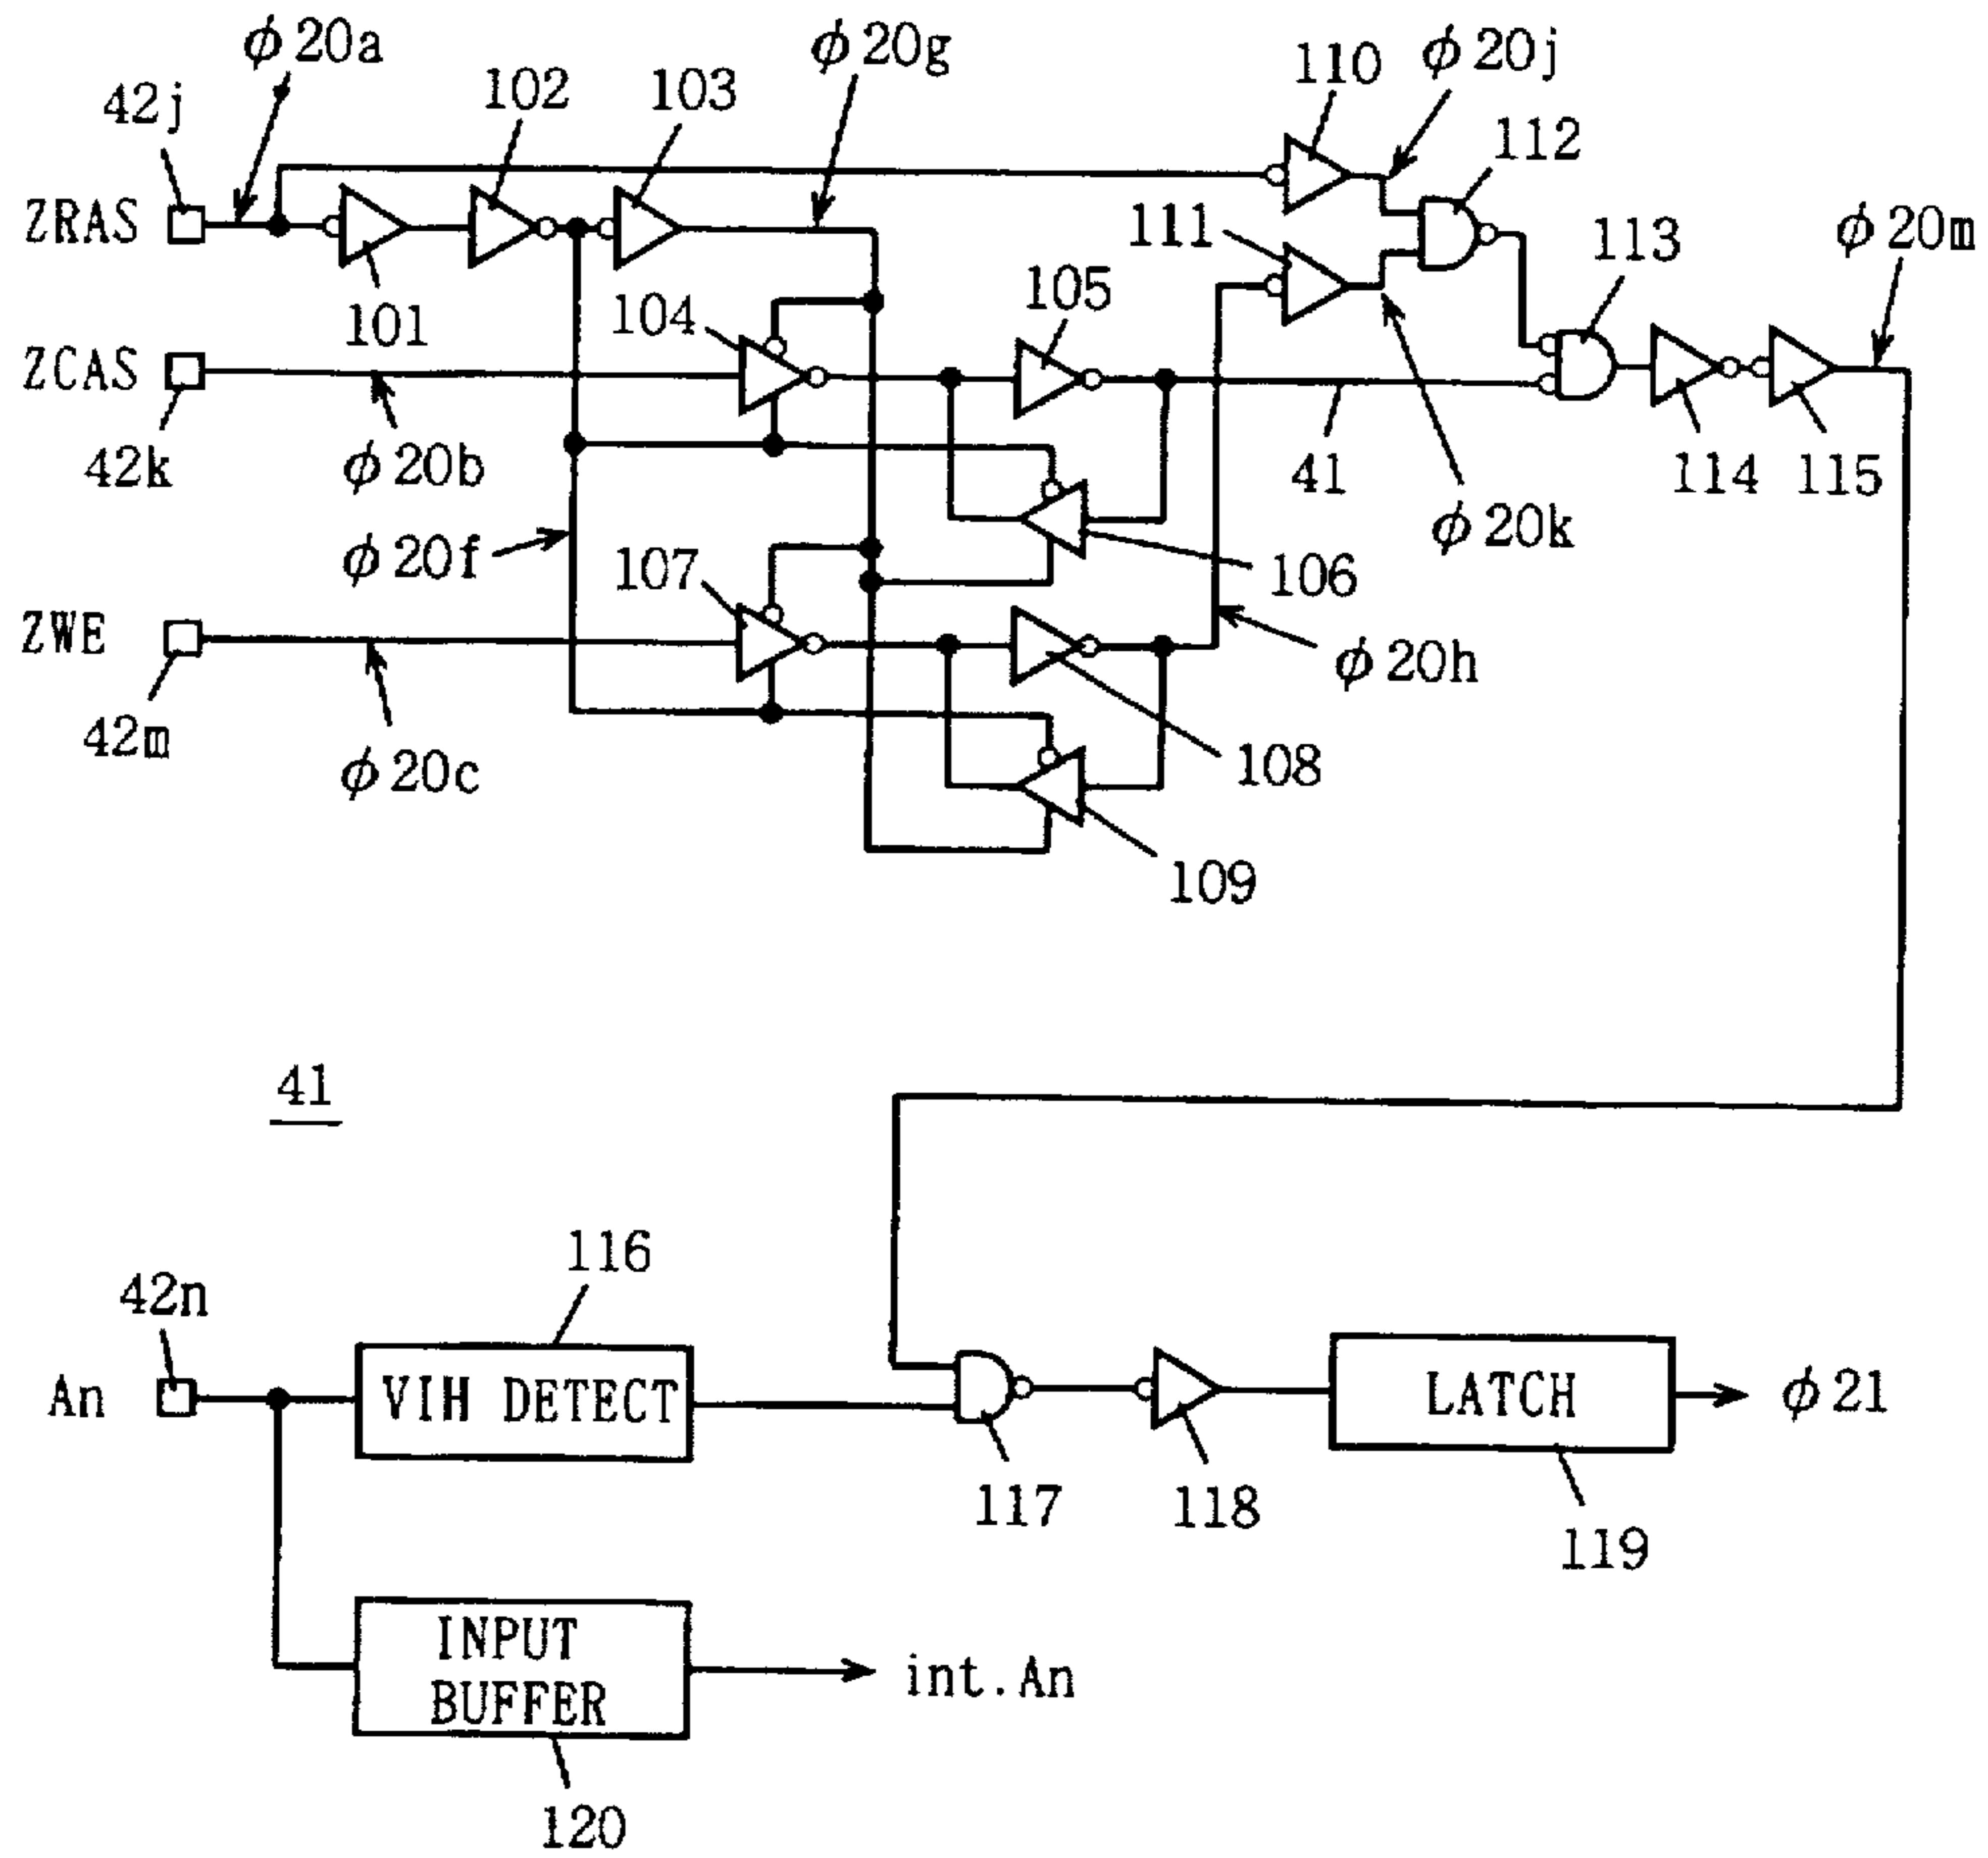 φ20a
φ20g
110
φ20j
42j
102
103
112
ZRAS
111
113
φ20m
101
104
105
ZCAS
42k
φ20b
41
114
115
φ20k
φ20f
107
106
ZWE
42m
φ20c
φ20h
108
109
41
42n
116
An
VIH DETECT
LATCH
φ21
117
118
119
INPUT
BUFFER
int.An
120